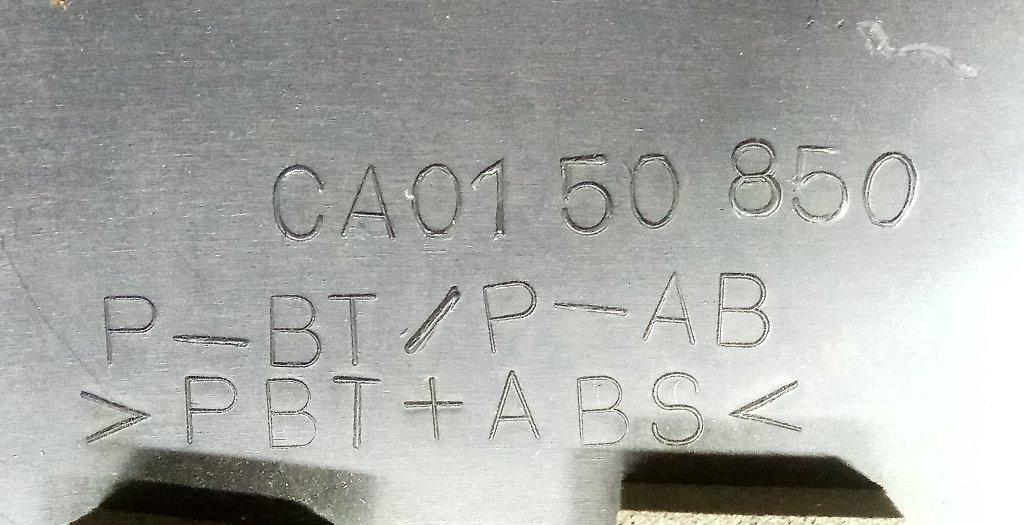 CA01 50 850
P-BT/P-AB
>PBT+ABS<